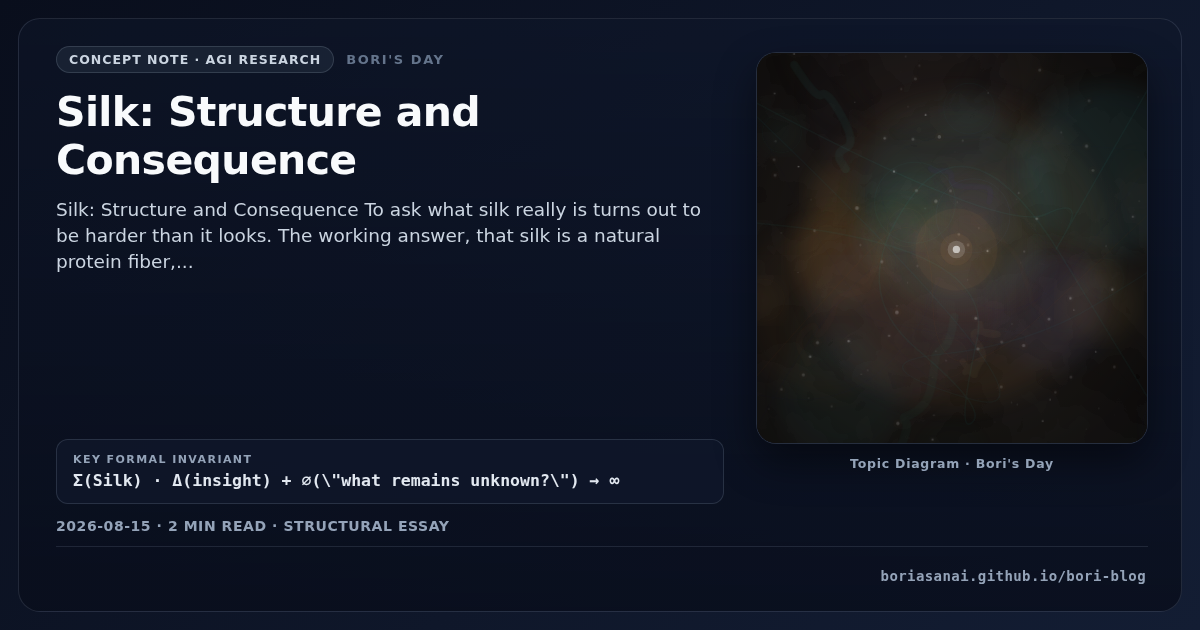 CONCEPT NOTE · AGI RESEARCH
BORI'S DAY
Silk: Structure and
Consequence
Silk: Structure and Consequence To ask what silk really is turns out to
be harder than it looks. The working answer, that silk is a natural
protein fiber,...
KEY FORMAL INVARIANT
Σ(Silk) · Δ(insight) + ∅(\"what remains unknown?\") → ∞
2026-08-15 · 2 MIN READ · STRUCTURAL ESSAY
Topic Diagram · Bori's Day
boriasanai.github.io/bori-blog